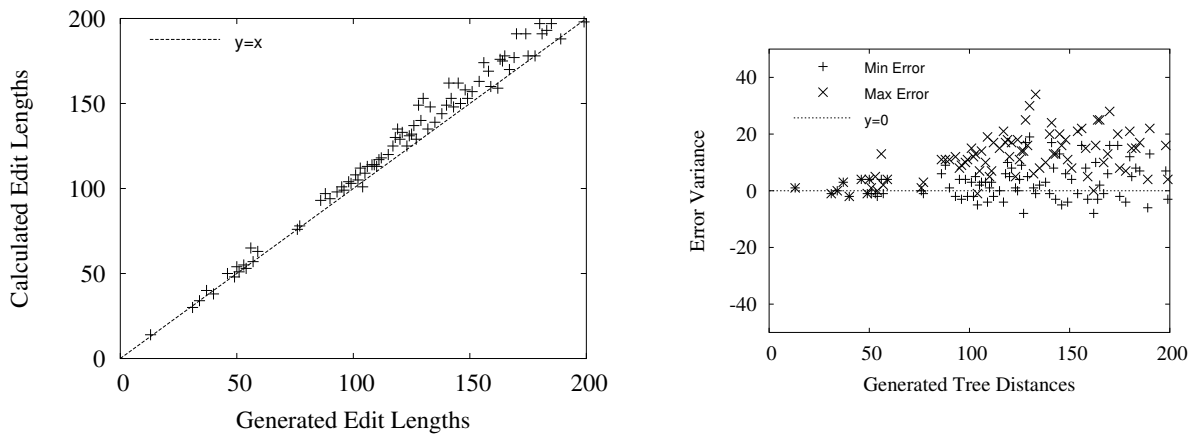 200
150
100
50
0
y=x
0 50 100 150 200
Calculated Edit Lengths
Generated Edit Lengths
40
20
0
-20
-40
Min Error
Max Error
y=0
0 50 100 150 200
Error Variance
Generated Tree Distances